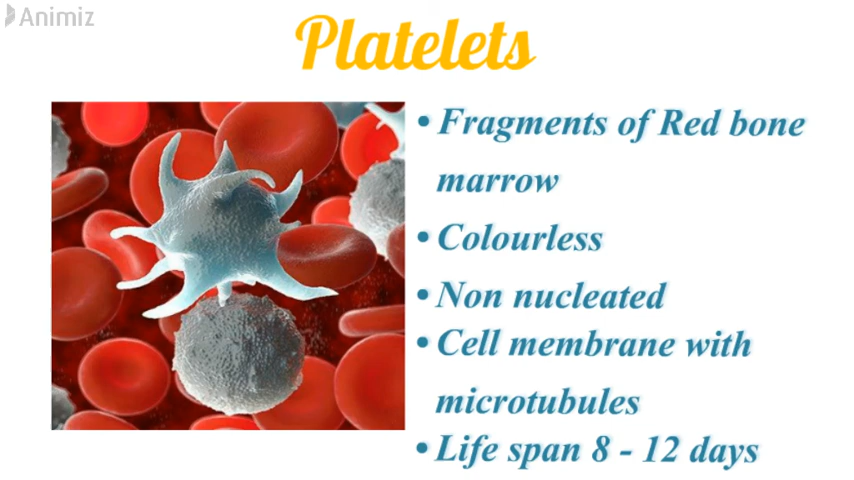 Animiz
Platelets
• Fragments of Red bone
marrow
• Colourless
• Non nucleated
• Cell membrane with
microtubules
• Life span 8 - 12 days